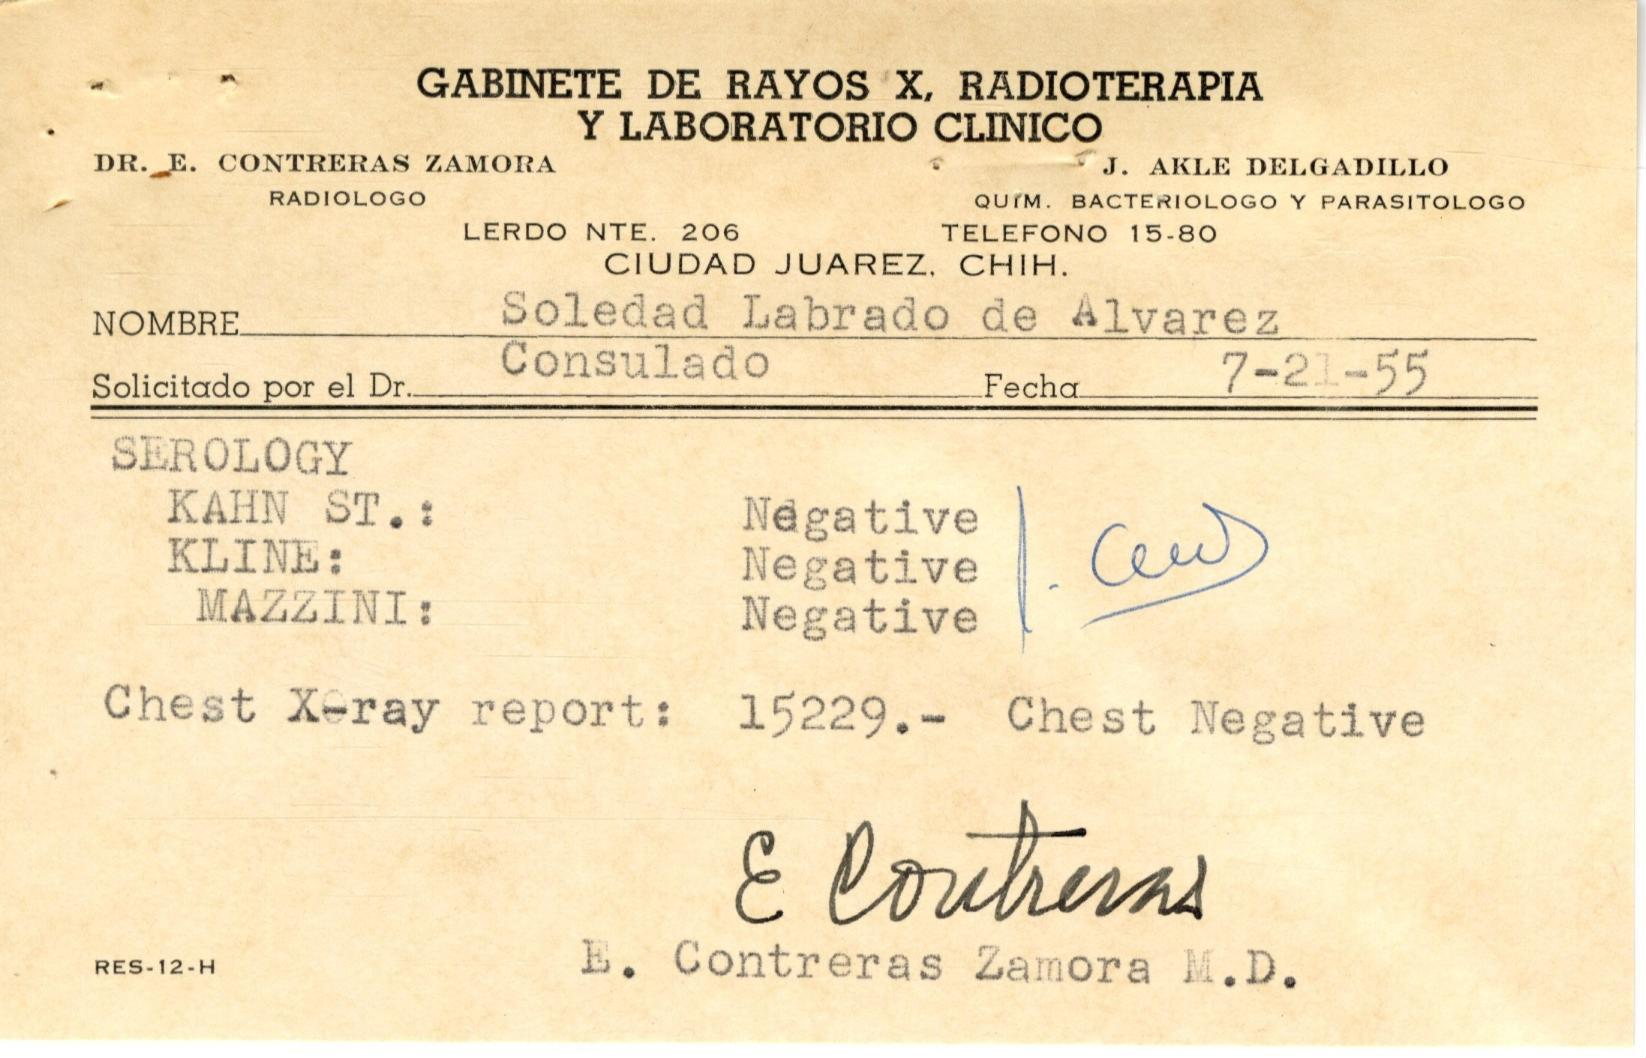 GABINETE DE RAYOS X, RADIOTERAPIA
Y LABORATORIO CLINICO
DR. E. CONTRERAS ZAMORA
RADIOLOGO
J. AKLE DELGADILLO
QUIM. BACTERIOLOGO Y PARASITOLOGO
LERDO NTE. 206 TELEFONO 15-80
CIUDAD JUAREZ, CHIH.
NOMBRE Soledad Labrado de Alvarez
Solicitado por el Dr. Consulado Fecha 7-21-55
SEROLOGY
KAHN ST.: Negative
KLINE: Negative
MAZZINI: Negative
Chest X-ray report: 15229.- Chest Negative
E Contreras
E. Contreras Zamora M.D.
RES-12-H